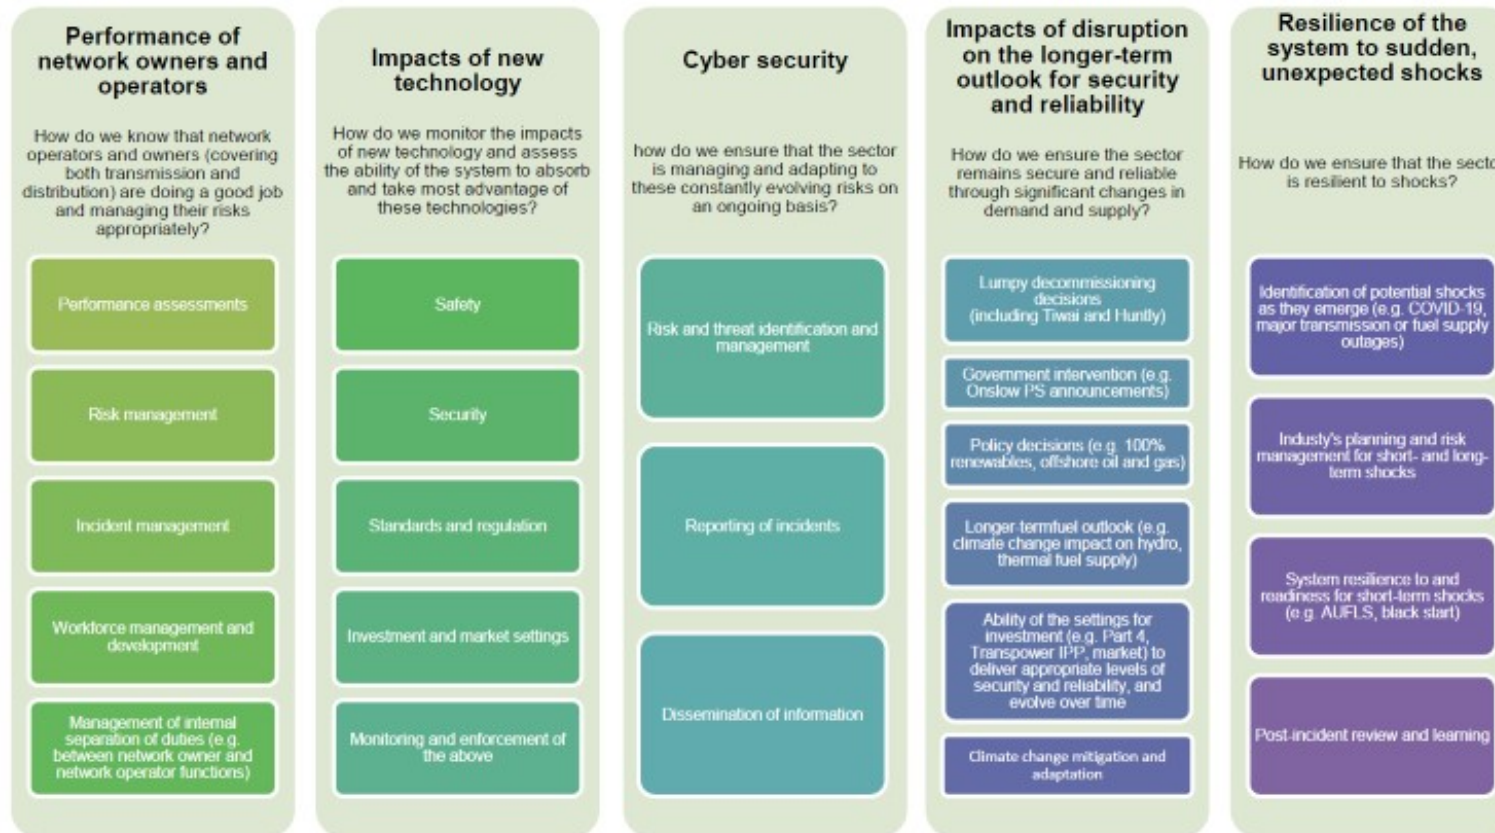 Performance of
network owners and
operators
How do we know that network
operators and owners (covering
both transmission and
distribution) are doing a good job
and managing their risks
appropriately?
Performance assessments
Risk management
Incident management
Workforce management and
development
Management of internal
separation of duties (e.g.
between network owner and
network operator functions)
Impacts of new
technology
How do we monitor the impacts
of new technology and assess
the ability of the system to absorb
and take most advantage of
these technologies?
Safety
Security
Standards and regulation
Investment and market settings
Monitoring and enforcement of
the above
Cyber security
how do we ensure that the sector
is managing and adapting to
these constantly evolving risks on
an ongoing basis?
Risk and threat identification and
management
Reporting of incidents
Dissemination of information
Impacts of disruption
on the longer-term
outlook for security
and reliability
How do we ensure the sector
remains secure and reliable
through significant changes in
demand and supply?
Lumpy decommissioning
decisions
(including Tiwai and Huntly)
Government intervention (e.g.
Onslow PS announcements)
Policy decisions (e.g. 100%
renewables, offshore oil and gas)
Longer-termfuel outlook (e.g.
climate change impact on hydro,
thermal fuel supply)
Ability of the settings for
investment (e.g. Part 4,
Transpower IPP, market) to
deliver appropriate levels of
security and reliability, and
evolve over time
Climate change mitigation and
adaptation
Resilience of the
system to sudden,
unexpected shocks
How do we ensure that the secto
is resilient to shocks?
Identification of potential shocks
as they emerge (e.g. COVID-19,
major transmission or fuel supply
outages)
Industy's planning and risk
management for short- and long-
term shocks
System resilience to and
readiness for short-term shocks
(e.g. AUFLS, black start)
Post-incident review and learning